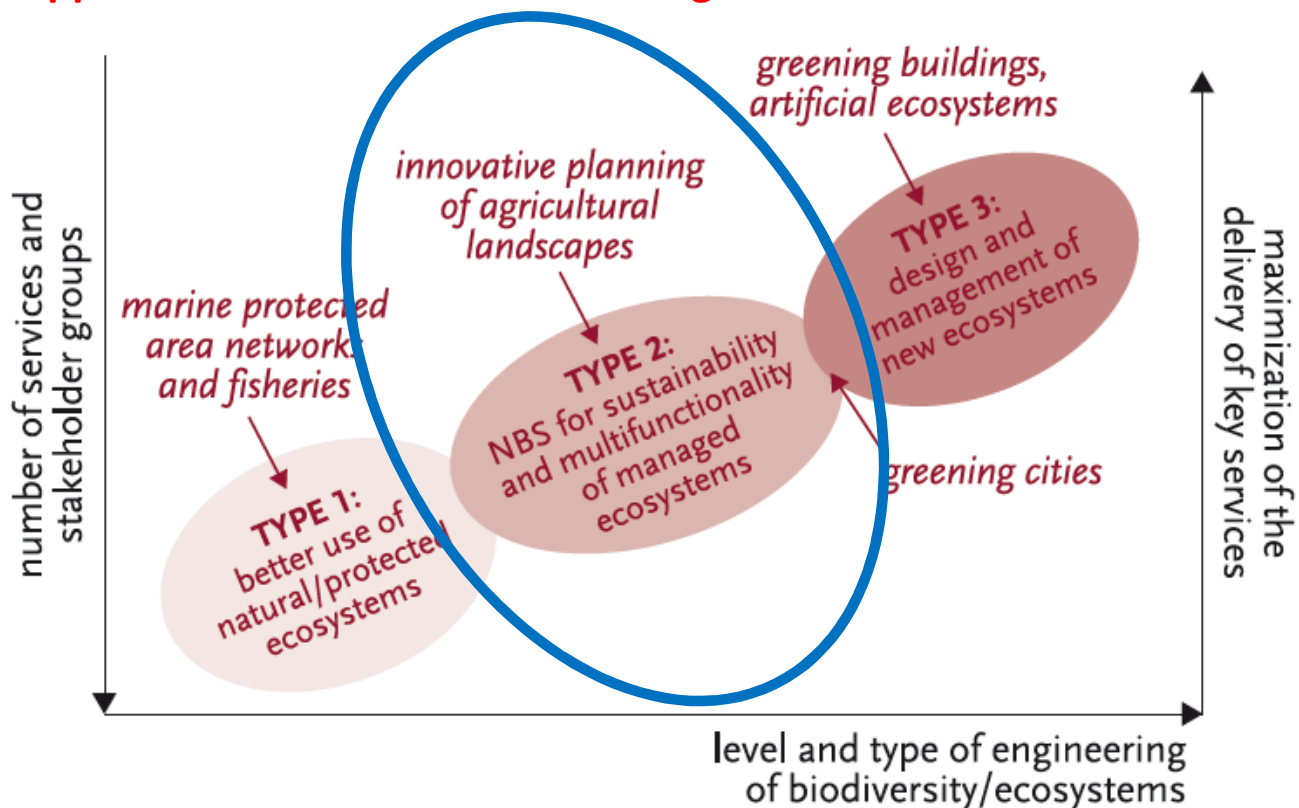 greening buildings,
artificial ecosystems
innovative planning
of agricultural
landscapes
marine protected
area networks
and fisheries
number of services and
stakeholder groups
TYPE 1:
better use of
natural/protected
ecosystems
TYPE 2:
NBS for sustainability
and multifunctionality
of managed
ecosystems
TYPE 3:
design and
management of
new ecosystems
greening cities
maximization of the
delivery of key services
level and type of engineering
of biodiversity/ecosystems